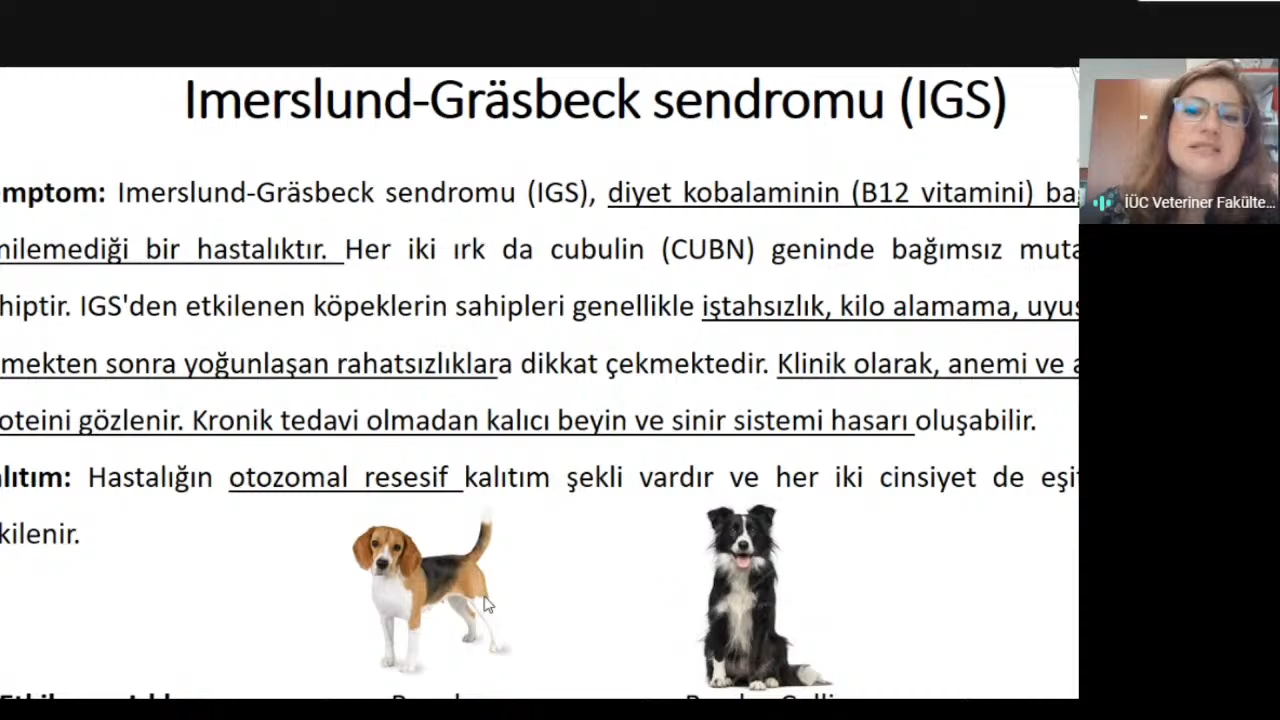 Imerslund-Gräsbeck sendromu (IGS)
İÜC Veteriner Fakülte...
mptom: Imerslund-Gräsbeck sendromu (IGS), diyet kobalaminin (B12 vitamini) ba
milemediği bir hastalıktır. Her iki ırk da cubulin (CUBN) geninde bağımsız muta
hiptir. IGS'den etkilenen köpeklerin sahipleri genellikle iştahsızlık, kilo alamama, uyuş
mekten sonra yoğunlaşan rahatsızlıklara dikkat çekmektedir. Klinik olarak, anemi ve a
oteini gözlenir. Kronik tedavi olmadan kalıcı beyin ve sinir sistemi hasarı oluşabilir.
alıtım: Hastalığın otozomal resesif kalıtım şekli vardır ve her iki cinsiyet de eşit
kilenir.